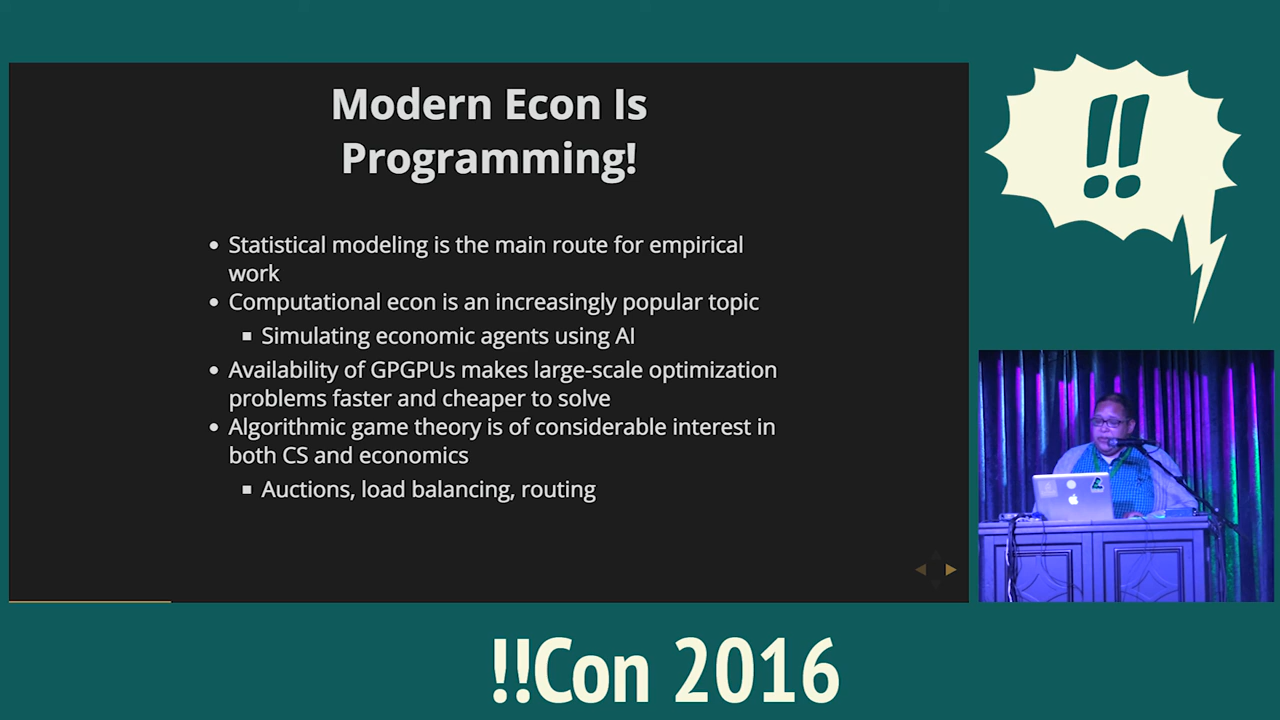 Modern Econ Is
Programming!
• Statistical modeling is the main route for empirical
work
• Computational econ is an increasingly popular topic
▪ Simulating economic agents using AI
• Availability of GPGPUs makes large-scale optimization
problems faster and cheaper to solve
• Algorithmic game theory is of considerable interest in
both CS and economics
▪ Auctions, load balancing, routing
!!
!!Con 2016